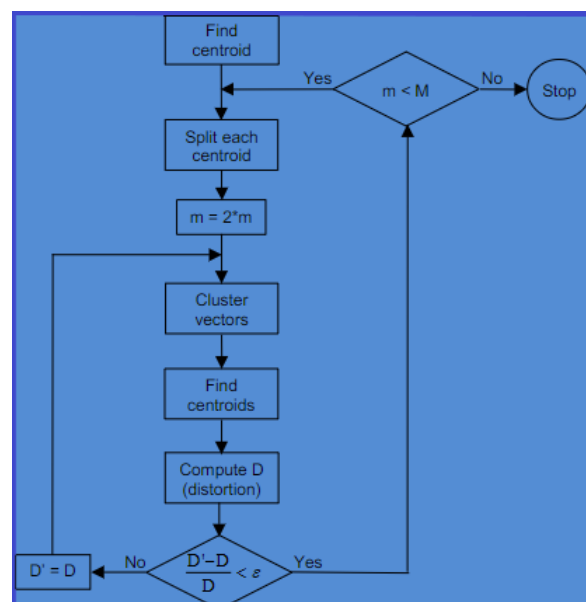 Find
centroid
Yes
m < M
No
Stop
Split each
centroid
m = 2*m
Cluster
vectors
Find
centroids
Compute D
(distortion)
D' = D
No
D'–D
D
< ε
Yes